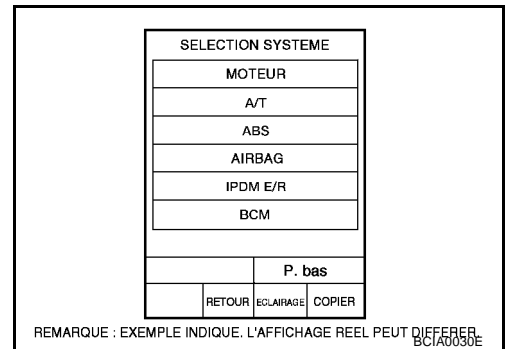 SELECTION SYSTEME
MOTEUR
A/T
ABS
AIRBAG
IPDM E/R
BCM
P. bas
RETOUR ECLAIRAGE COPIER
REMARQUE : EXEMPLE INDIQUE. L'AFFICHAGE REEL PEUT DIFFERER.
BCIA0030E